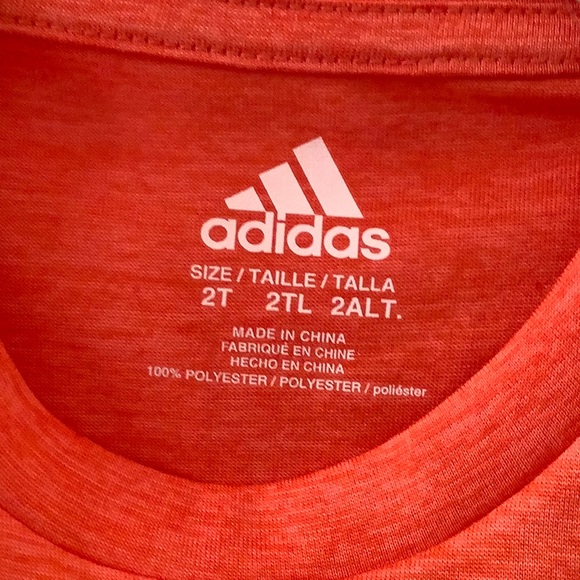 adidas
SIZE / TAILLE / TALLA
2T 2TL 2ALT.
MADE IN CHINA
FABRIQUÉ EN CHINE
HECHO EN CHINA
100% POLYESTER / POLYESTER / poliéster